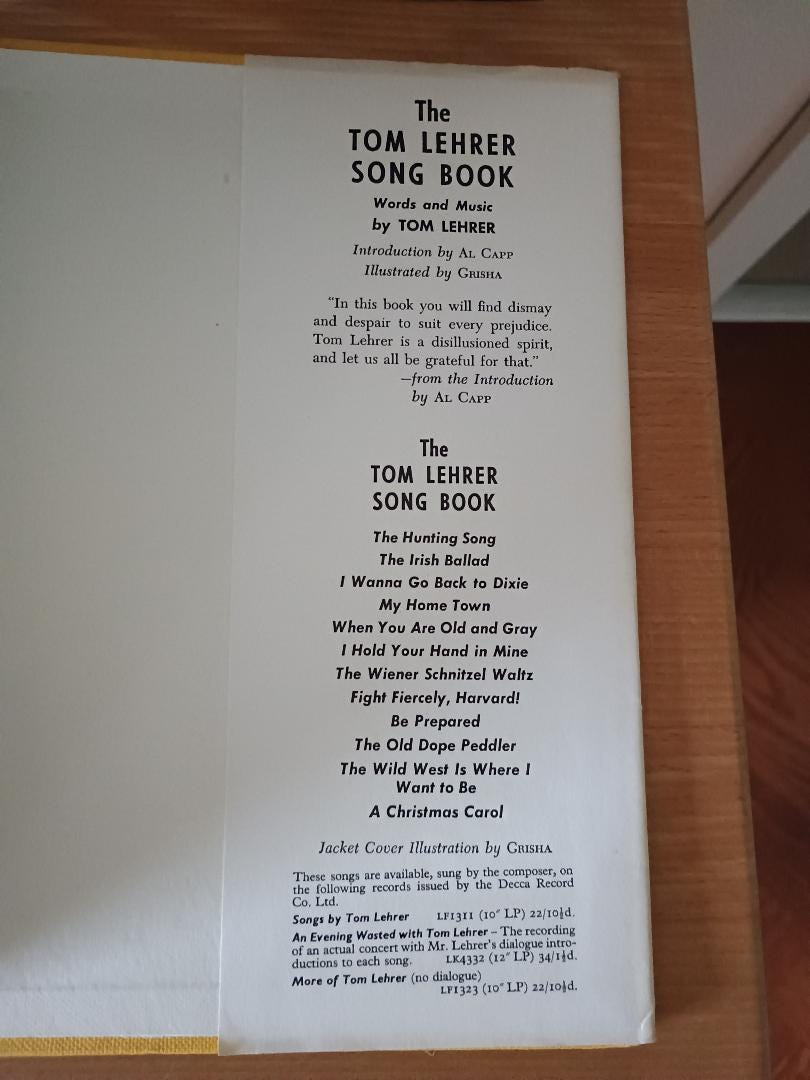 The
TOM LEHRER
SONG BOOK
Words and Music
by TOM LEHRER
Introduction by AL CAPP
Illustrated by GRISHA
“In this book you will find dismay
and despair to suit every prejudice.
Tom Lehrer is a disillusioned spirit,
and let us all be grateful for that.”
—from the Introduction
by AL CAPP
The
TOM LEHRER
SONG BOOK
The Hunting Song
The Irish Ballad
I Wanna Go Back to Dixie
My Home Town
When You Are Old and Gray
I Hold Your Hand in Mine
The Wiener Schnitzel Waltz
Fight Fiercely, Harvard!
Be Prepared
The Old Dope Peddler
The Wild West Is Where I
Want to Be
A Christmas Carol
Jacket Cover Illustration by GRISHA
These songs are available, sung by the composer, on
the following records issued by the Decca Record
Co. Ltd.
Songs by Tom Lehrer LF1311 (10″ LP) 22/10½d.
An Evening Wasted with Tom Lehrer – The recording
of an actual concert with Mr. Lehrer's dialogue intro-
ductions to each song. LK4332 (12″ LP) 34/1½d.
More of Tom Lehrer (no dialogue)
LF1323 (10″ LP) 22/10½d.